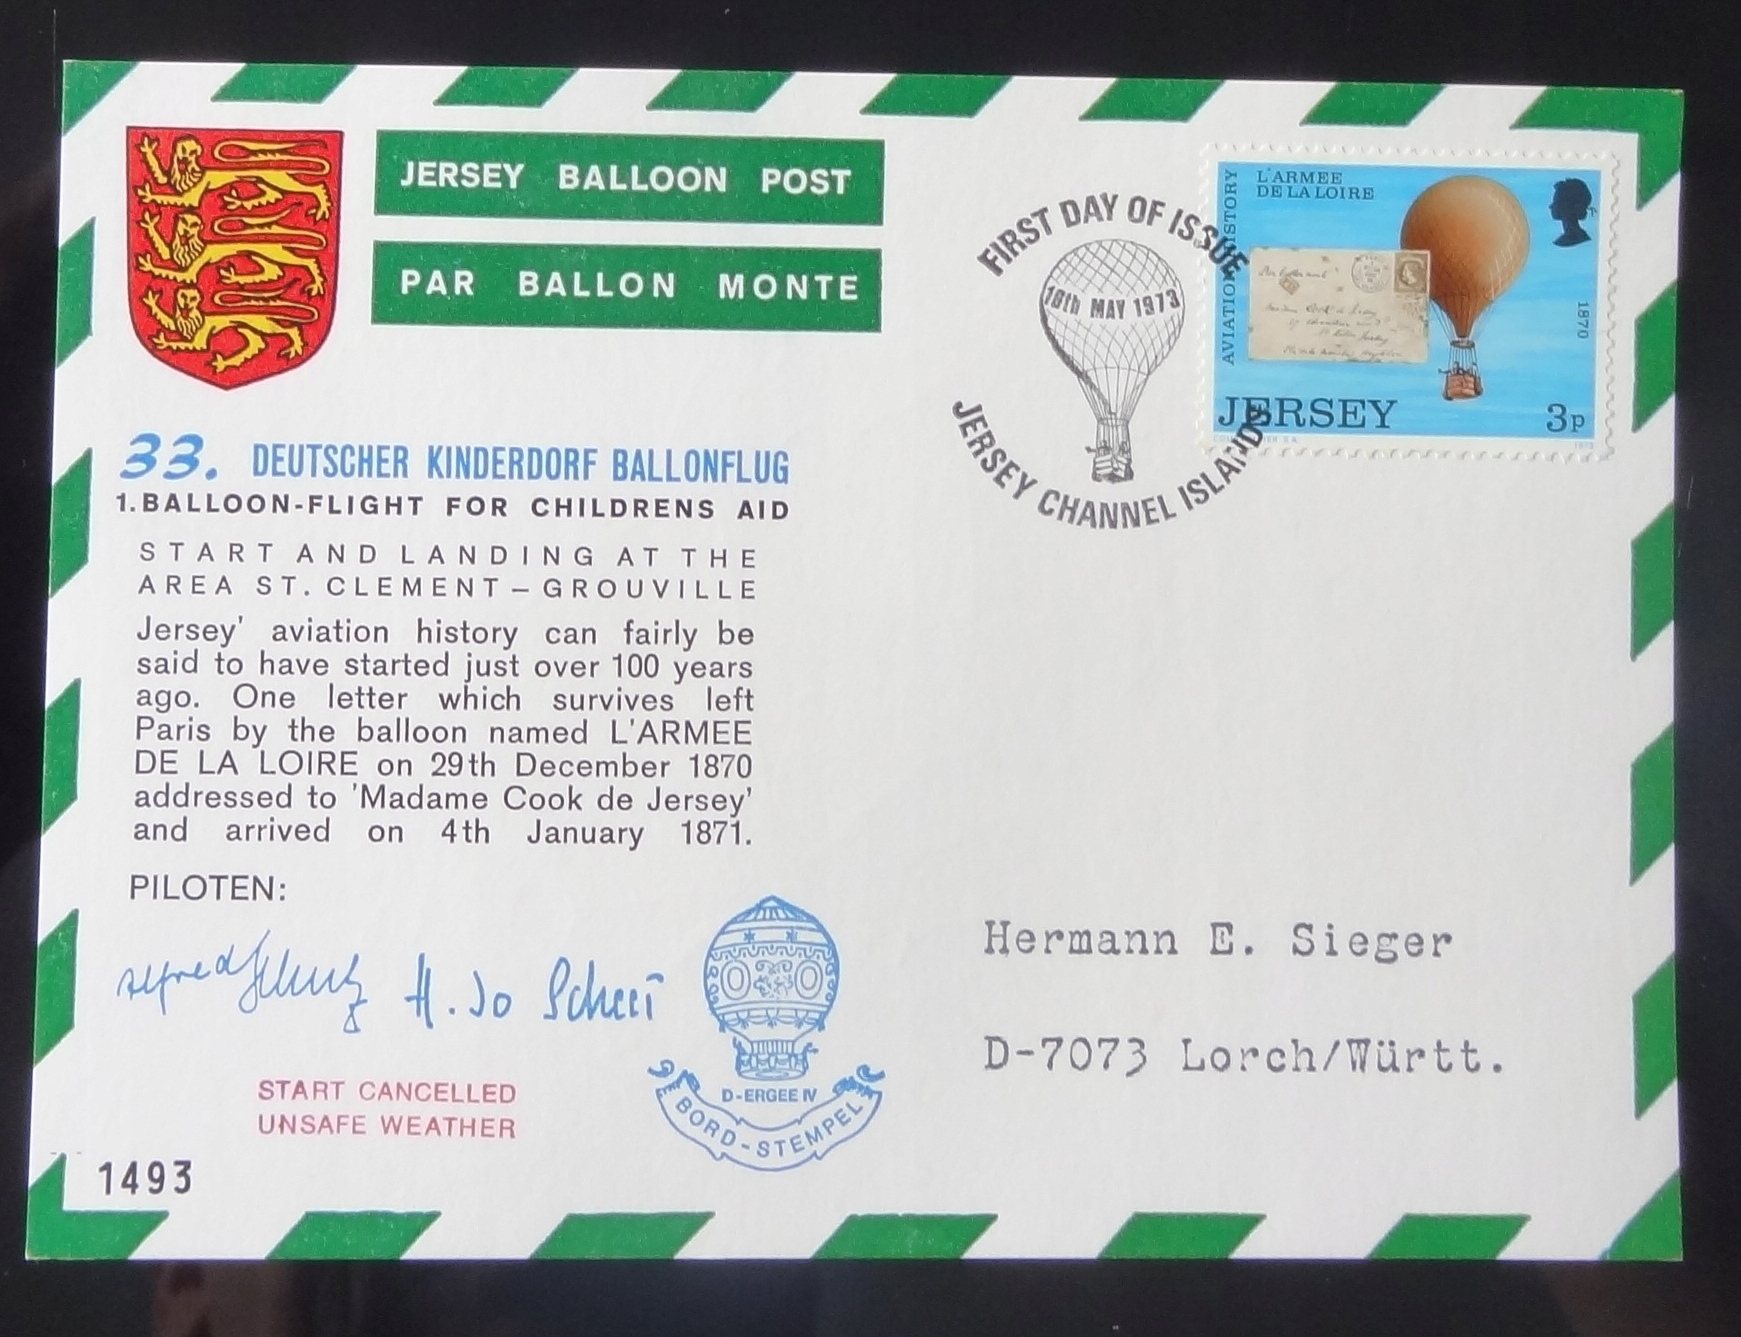 JERSEY BALLOON POST
PAR BALLON MONTE
FIRST DAY OF ISSUE
16th MAY 1973
JERSEY CHANNEL ISLANDS
L'ARMEE
DE LA LOIRE
AVIATION HISTORY
1870
JERSEY 3p
1973
33. DEUTSCHER KINDERDORF BALLONFLUG
1. BALLOON-FLIGHT FOR CHILDRENS AID
START AND LANDING AT THE
AREA ST. CLEMENT – GROUVILLE
Jersey' aviation history can fairly be
said to have started just over 100 years
ago. One letter which survives left
Paris by the balloon named L'ARMEE
DE LA LOIRE on 29th December 1870
addressed to 'Madame Cook de Jersey'
and arrived on 4th January 1871.
PILOTEN:
Alfred
H. Jo
D-ERGEE IV
BORD-STEMPEL
START CANCELLED
UNSAFE WEATHER
1493
Hermann E. Sieger
D-7073 Lorch/Württ.